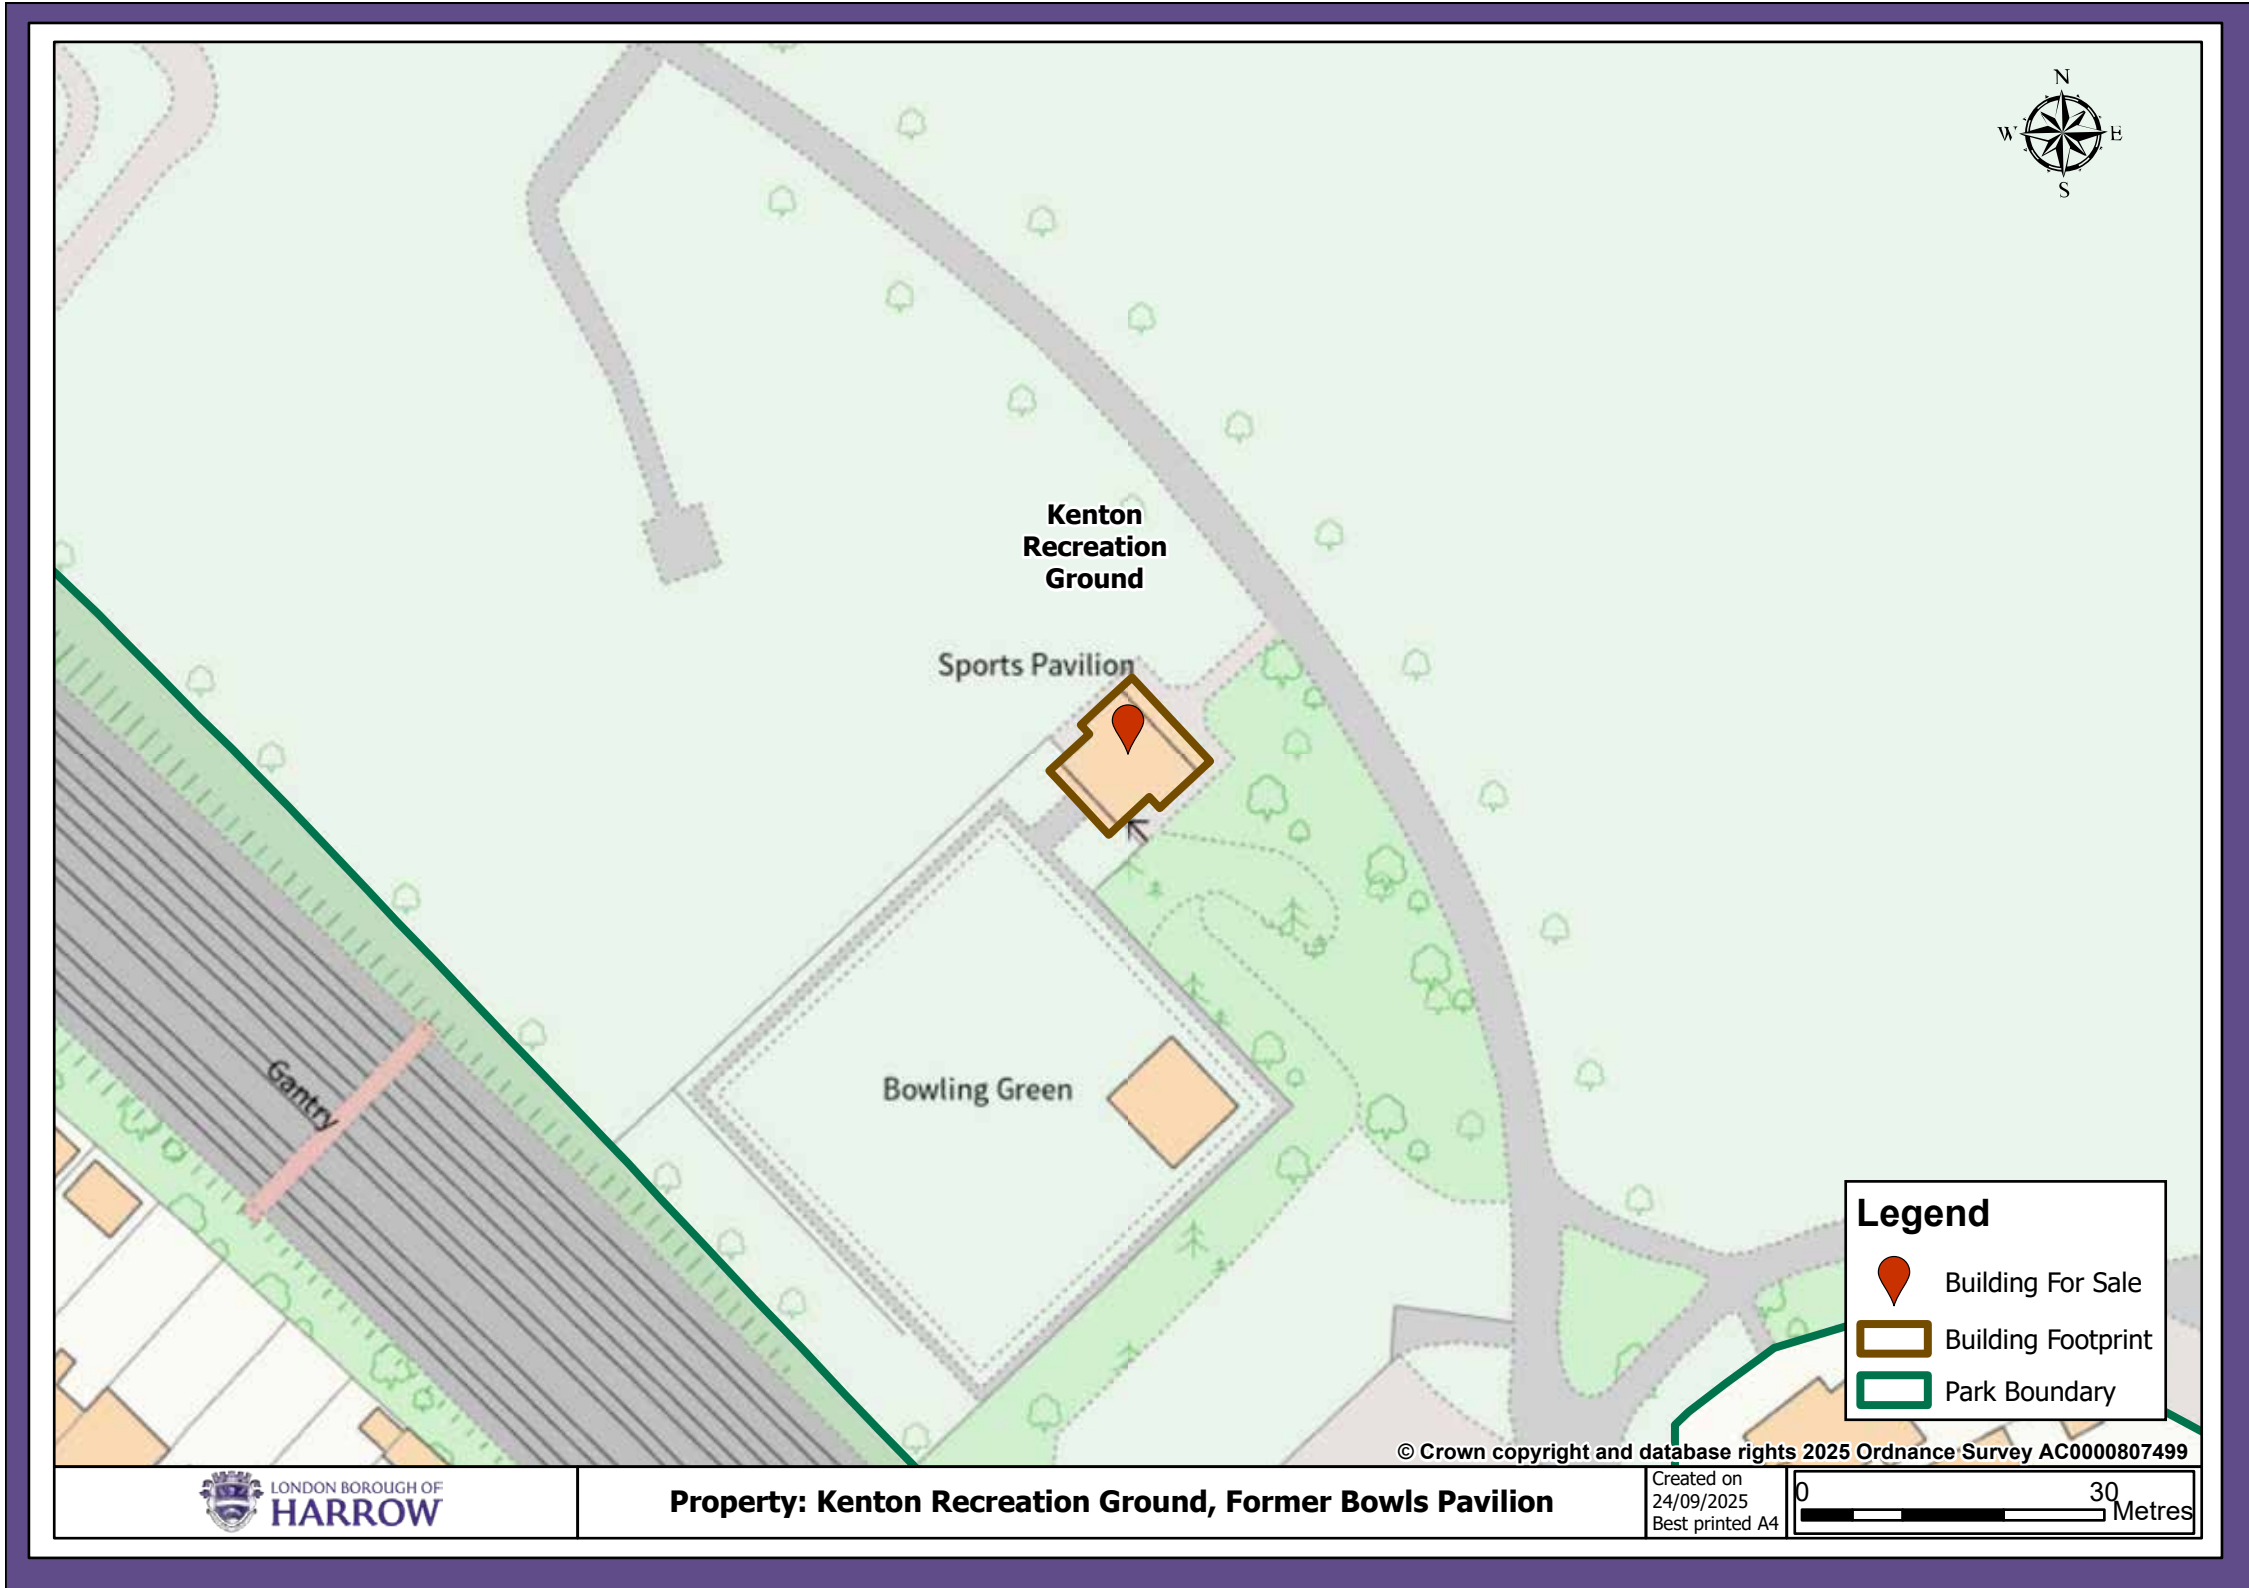 N
W
E
S
Kenton
Recreation
Ground
Sports Pavilion
Bowling Green
Gantry
Legend
Building For Sale
Building Footprint
Park Boundary
© Crown copyright and database rights 2025 Ordnance Survey AC0000807499
LONDON BOROUGH OF
HARROW
Property: Kenton Recreation Ground, Former Bowls Pavilion
Created on
24/09/2025
Best printed A4
0 30
Metres